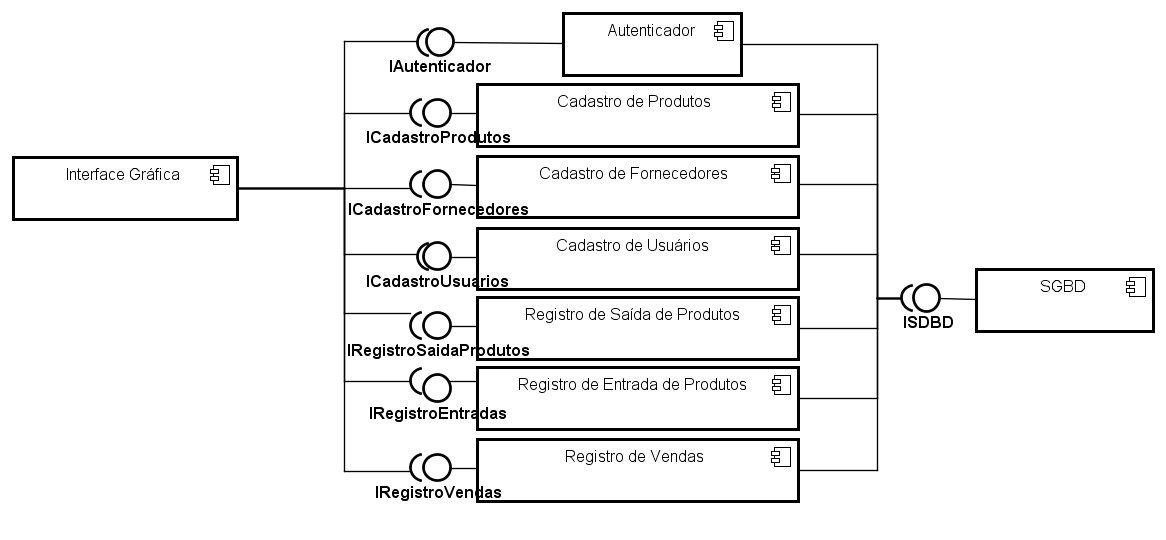 Autenticador
IAutenticador
Cadastro de Produtos
ICadastroProdutos
Interface Gráfica
Cadastro de Fornecedores
ICadastroFornecedores
Cadastro de Usuários
ICadastroUsuarios
SGBD
ISDBD
Registro de Saída de Produtos
IRegistroSaidaProdutos
Registro de Entrada de Produtos
IRegistroEntradas
Registro de Vendas
IRegistroVendas